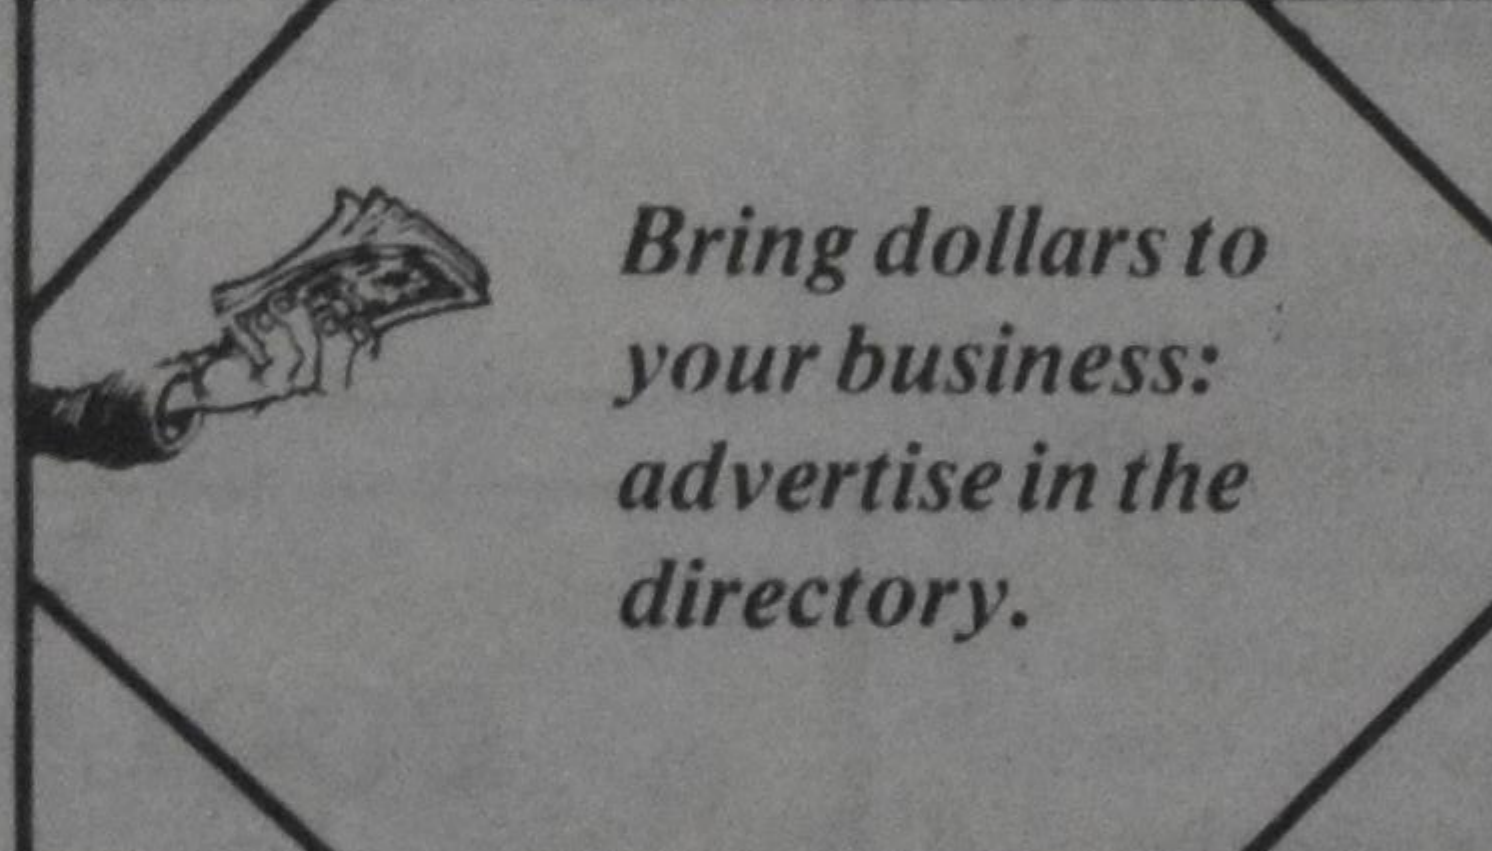 Bring dollars to
your business:
advertise in the
directory.